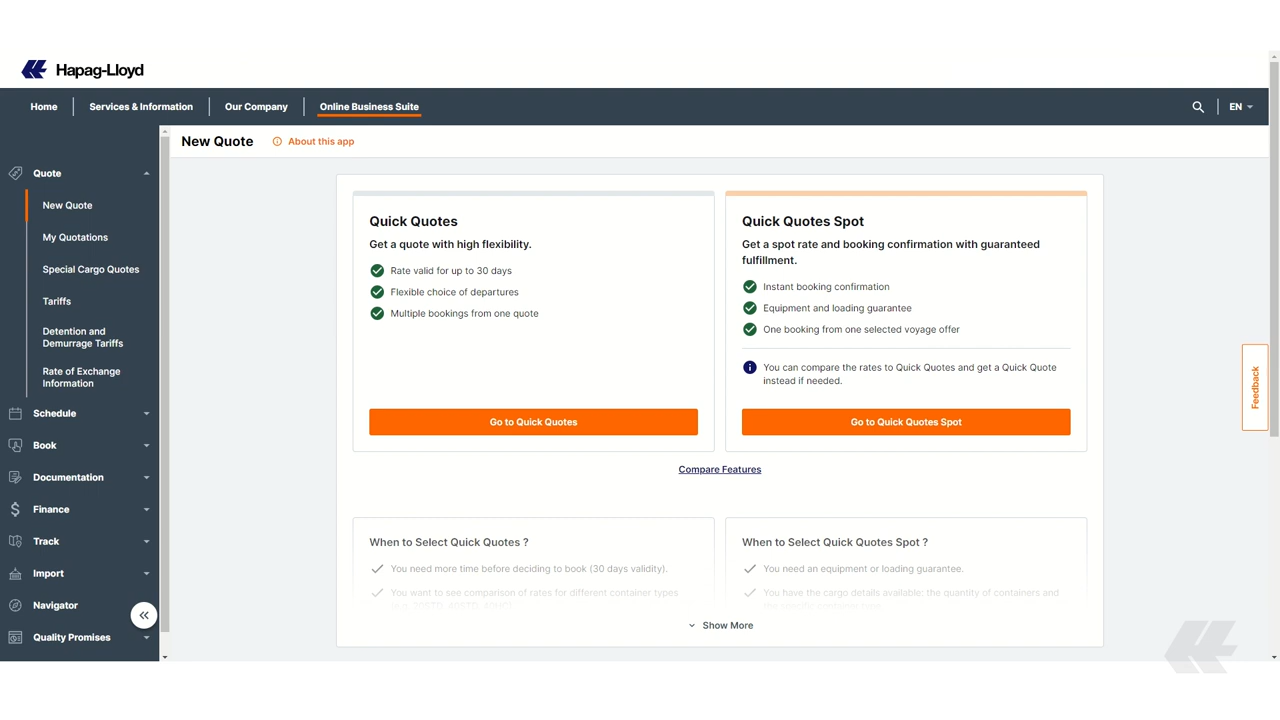 Hapag-Lloyd
Home
Services & Information
Our Company
Online Business Suite
EN
New Quote
About this app
Quote
New Quote
My Quotations
Special Cargo Quotes
Tariffs
Detention and
Demurrage Tariffs
Rate of Exchange
Information
Schedule
Book
Documentation
Finance
Track
Import
Navigator
Quality Promises
Quick Quotes
Get a quote with high flexibility.
Rate valid for up to 30 days
Flexible choice of departures
Multiple bookings from one quote
Go to Quick Quotes
Quick Quotes Spot
Get a spot rate and booking confirmation with guaranteed
fulfillment.
Instant booking confirmation
Equipment and loading guarantee
One booking from one selected voyage offer
You can compare the rates to Quick Quotes and get a Quick Quote
instead if needed.
Go to Quick Quotes Spot
Compare Features
When to Select Quick Quotes ?
You need more time before deciding to book (30 days validity).
You want to see comparison of rates for different container types
When to Select Quick Quotes Spot ?
You need an equipment or loading guarantee.
You have the cargo details available: the quantity of containers and
Show More
Feedback